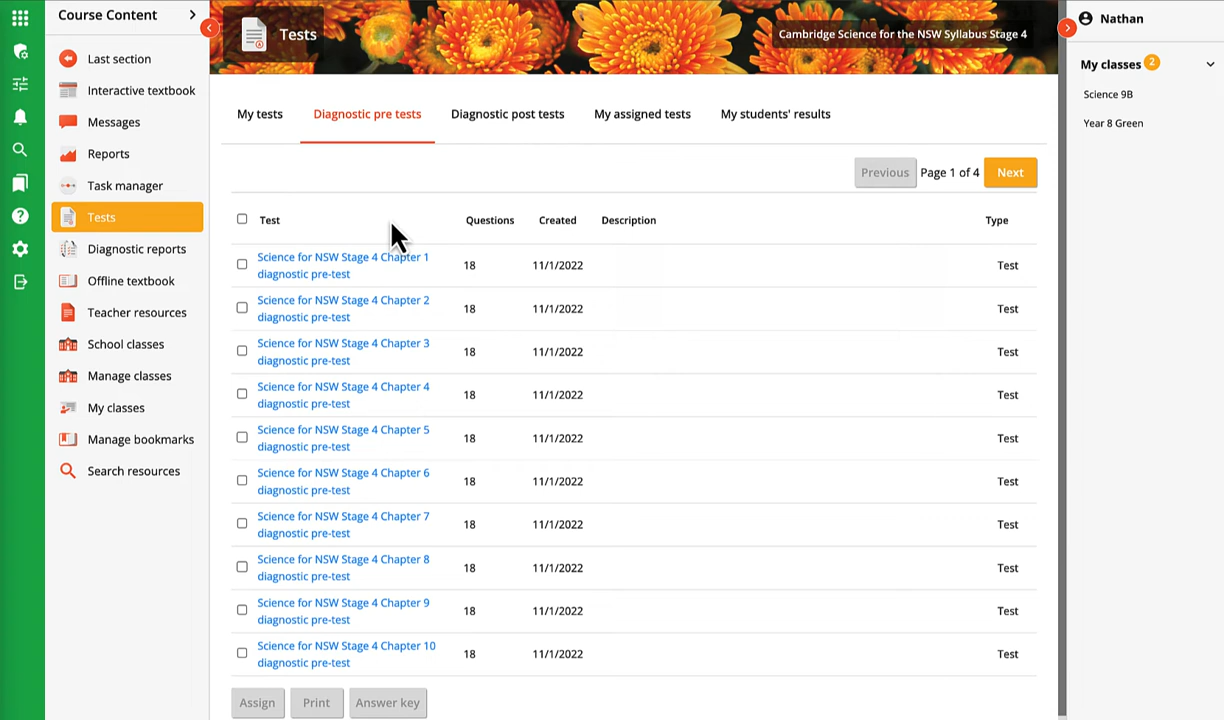 Course Content
Last section
Interactive textbook
Messages
Reports
Task manager
Tests
Diagnostic reports
Offline textbook
Teacher resources
School classes
Manage classes
My classes
Manage bookmarks
Search resources
Tests
Cambridge Science for the NSW Syllabus Stage 4
My tests Diagnostic pre tests Diagnostic post tests My assigned tests My students' results
Previous Page 1 of 4 Next
Test Questions Created Description Type
Science for NSW Stage 4 Chapter 1
diagnostic pre-test
18 11/1/2022 Test
Science for NSW Stage 4 Chapter 2
diagnostic pre-test
18 11/1/2022 Test
Science for NSW Stage 4 Chapter 3
diagnostic pre-test
18 11/1/2022 Test
Science for NSW Stage 4 Chapter 4
diagnostic pre-test
18 11/1/2022 Test
Science for NSW Stage 4 Chapter 5
diagnostic pre-test
18 11/1/2022 Test
Science for NSW Stage 4 Chapter 6
diagnostic pre-test
18 11/1/2022 Test
Science for NSW Stage 4 Chapter 7
diagnostic pre-test
18 11/1/2022 Test
Science for NSW Stage 4 Chapter 8
diagnostic pre-test
18 11/1/2022 Test
Science for NSW Stage 4 Chapter 9
diagnostic pre-test
18 11/1/2022 Test
Science for NSW Stage 4 Chapter 10
diagnostic pre-test
18 11/1/2022 Test
Assign Print Answer key
Nathan
My classes 2
Science 9B
Year 8 Green